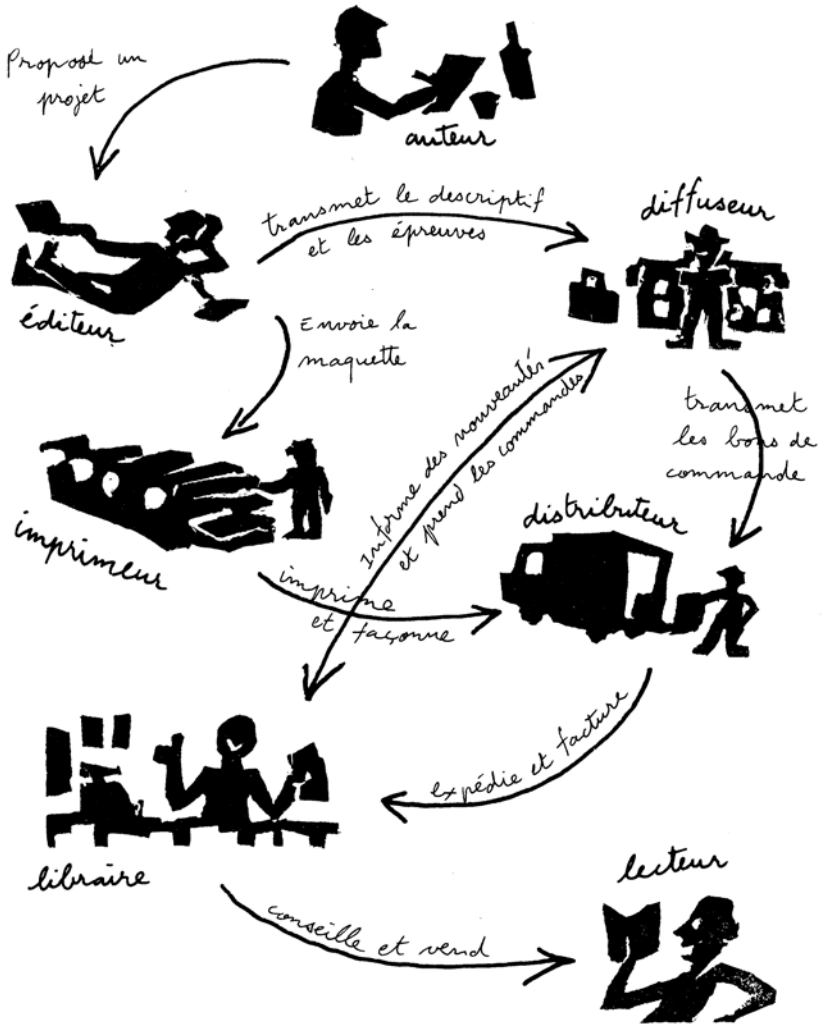 Propose un
projet
auteur
transmet le descriptif
et les épreuves
diffuseur
éditeur
Envoie la
maquette
Informe des nouveautés
et prend les commandes
transmet
les bons de
commande
imprimeur
distributeur
imprime
et façonne
expédie et facture
libraire
lecteur
conseille et vend